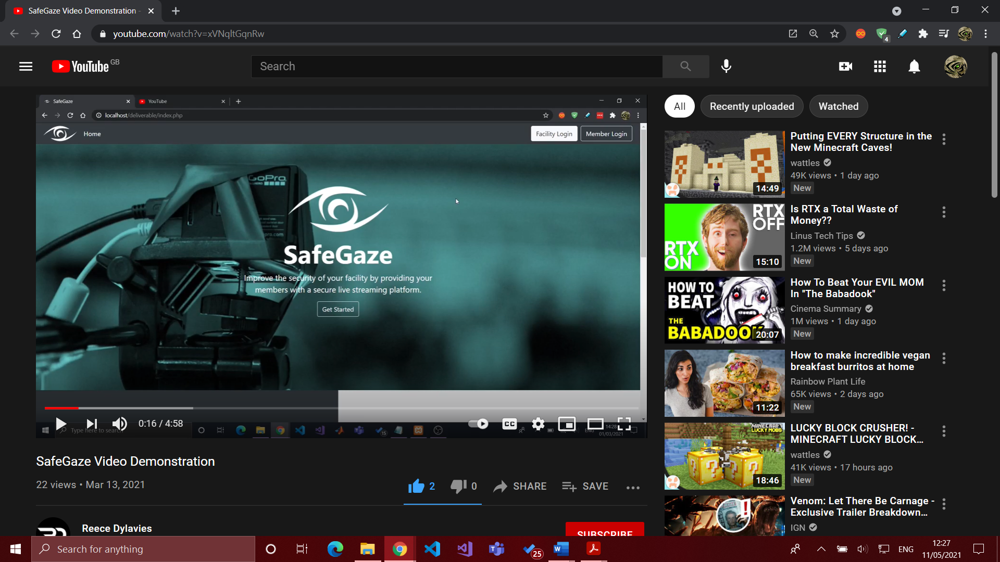 SafeGaze Video Demonstration -
youtube.com/watch?v=xVNqltGqnRw
4
YouTube GB
Search
SafeGaze
YouTube
localhost/deliverable/index.php
Home
Facility Login
Member Login
GoPro
SafeGaze
Improve the security of your facility by providing your
members with a secure live streaming platform.
Get Started
0:16 / 4:58
CC
Type here to search
15
ENG
14:28
01/03/2021
SafeGaze Video Demonstration
22 views • Mar 13, 2021
2
0
SHARE
SAVE
Reece Dylavies
SUBSCRIBE
All
Recently uploaded
Watched
14:49
Putting EVERY Structure in the
New Minecraft Caves!
wattles
49K views • 1 day ago
New
RTX
OFF
RTX
ON
15:10
Is RTX a Total Waste of
Money??
Linus Tech Tips
1.2M views • 5 days ago
New
HOW TO
BEAT
THE
BABADOOK
20:07
How To Beat Your EVIL MOM
In "The Babadook"
Cinema Summary
1M views • 1 day ago
New
11:22
How to make incredible vegan
breakfast burritos at home
Rainbow Plant Life
65K views • 2 days ago
New
MINECRAFT
LUCKY MOBS
18:46
LUCKY BLOCK CRUSHER! -
MINECRAFT LUCKY BLOCK...
wattles
41K views • 17 hours ago
New
Venom: Let There Be Carnage -
Exclusive Trailer Breakdown...
IGN
Search for anything
25
ENG
12:27
11/05/2021